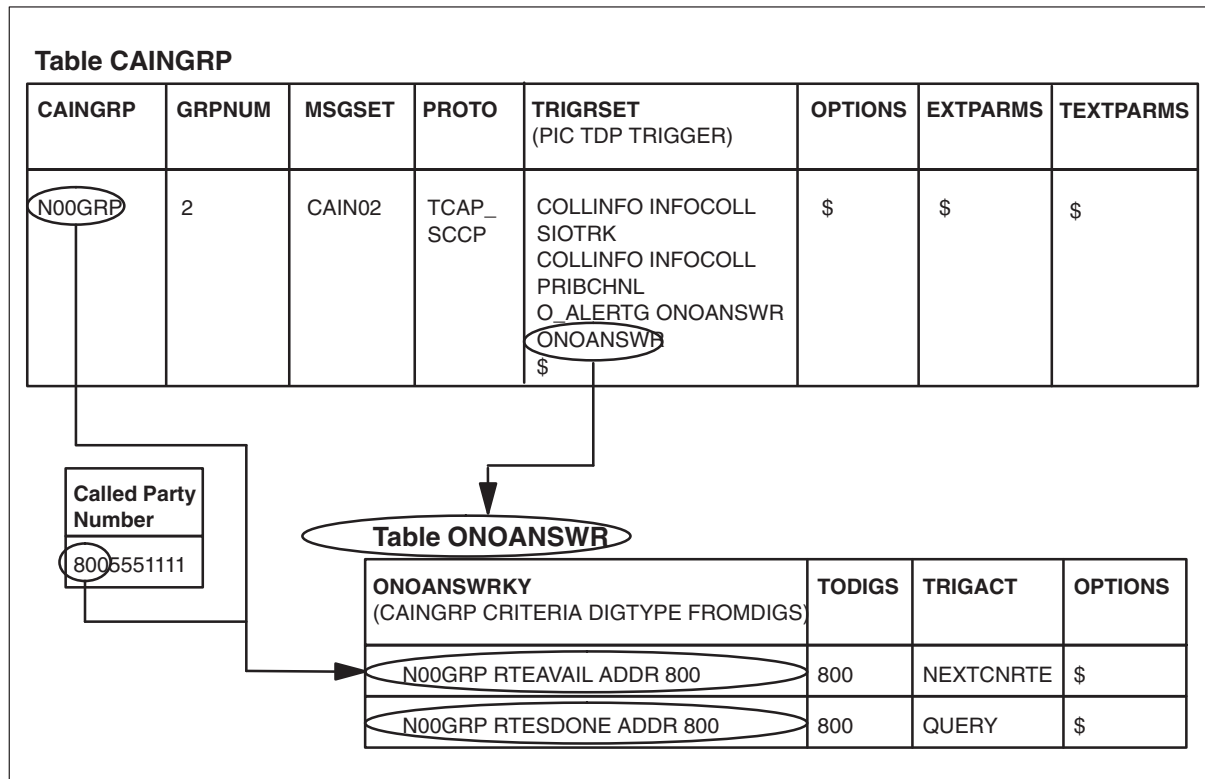 Table CAINGRP
CAINGRP GRPNUM MSGSET PROTO TRIGRSET OPTIONS EXTPARMS TEXTPARMS
(PIC TDP TRIGGER)
N00GRP 2 CAIN02 TCAP_ COLLINFO INFOCOLL $ $ $
SCCP SIOTRK
COLLINFO INFOCOLL
PRIBCHNL
O_ALERTG ONOANSWR
ONOANSWR
$
Called Party
Number
8005551111
Table ONOANSWR
ONOANSWRKY TODIGS TRIGACT OPTIONS
(CAINGRP CRITERIA DIGTYPE FROMDIGS)
N00GRP RTEAVAIL ADDR 800 800 NEXTCNRTE $
N00GRP RTESDONE ADDR 800 800 QUERY $